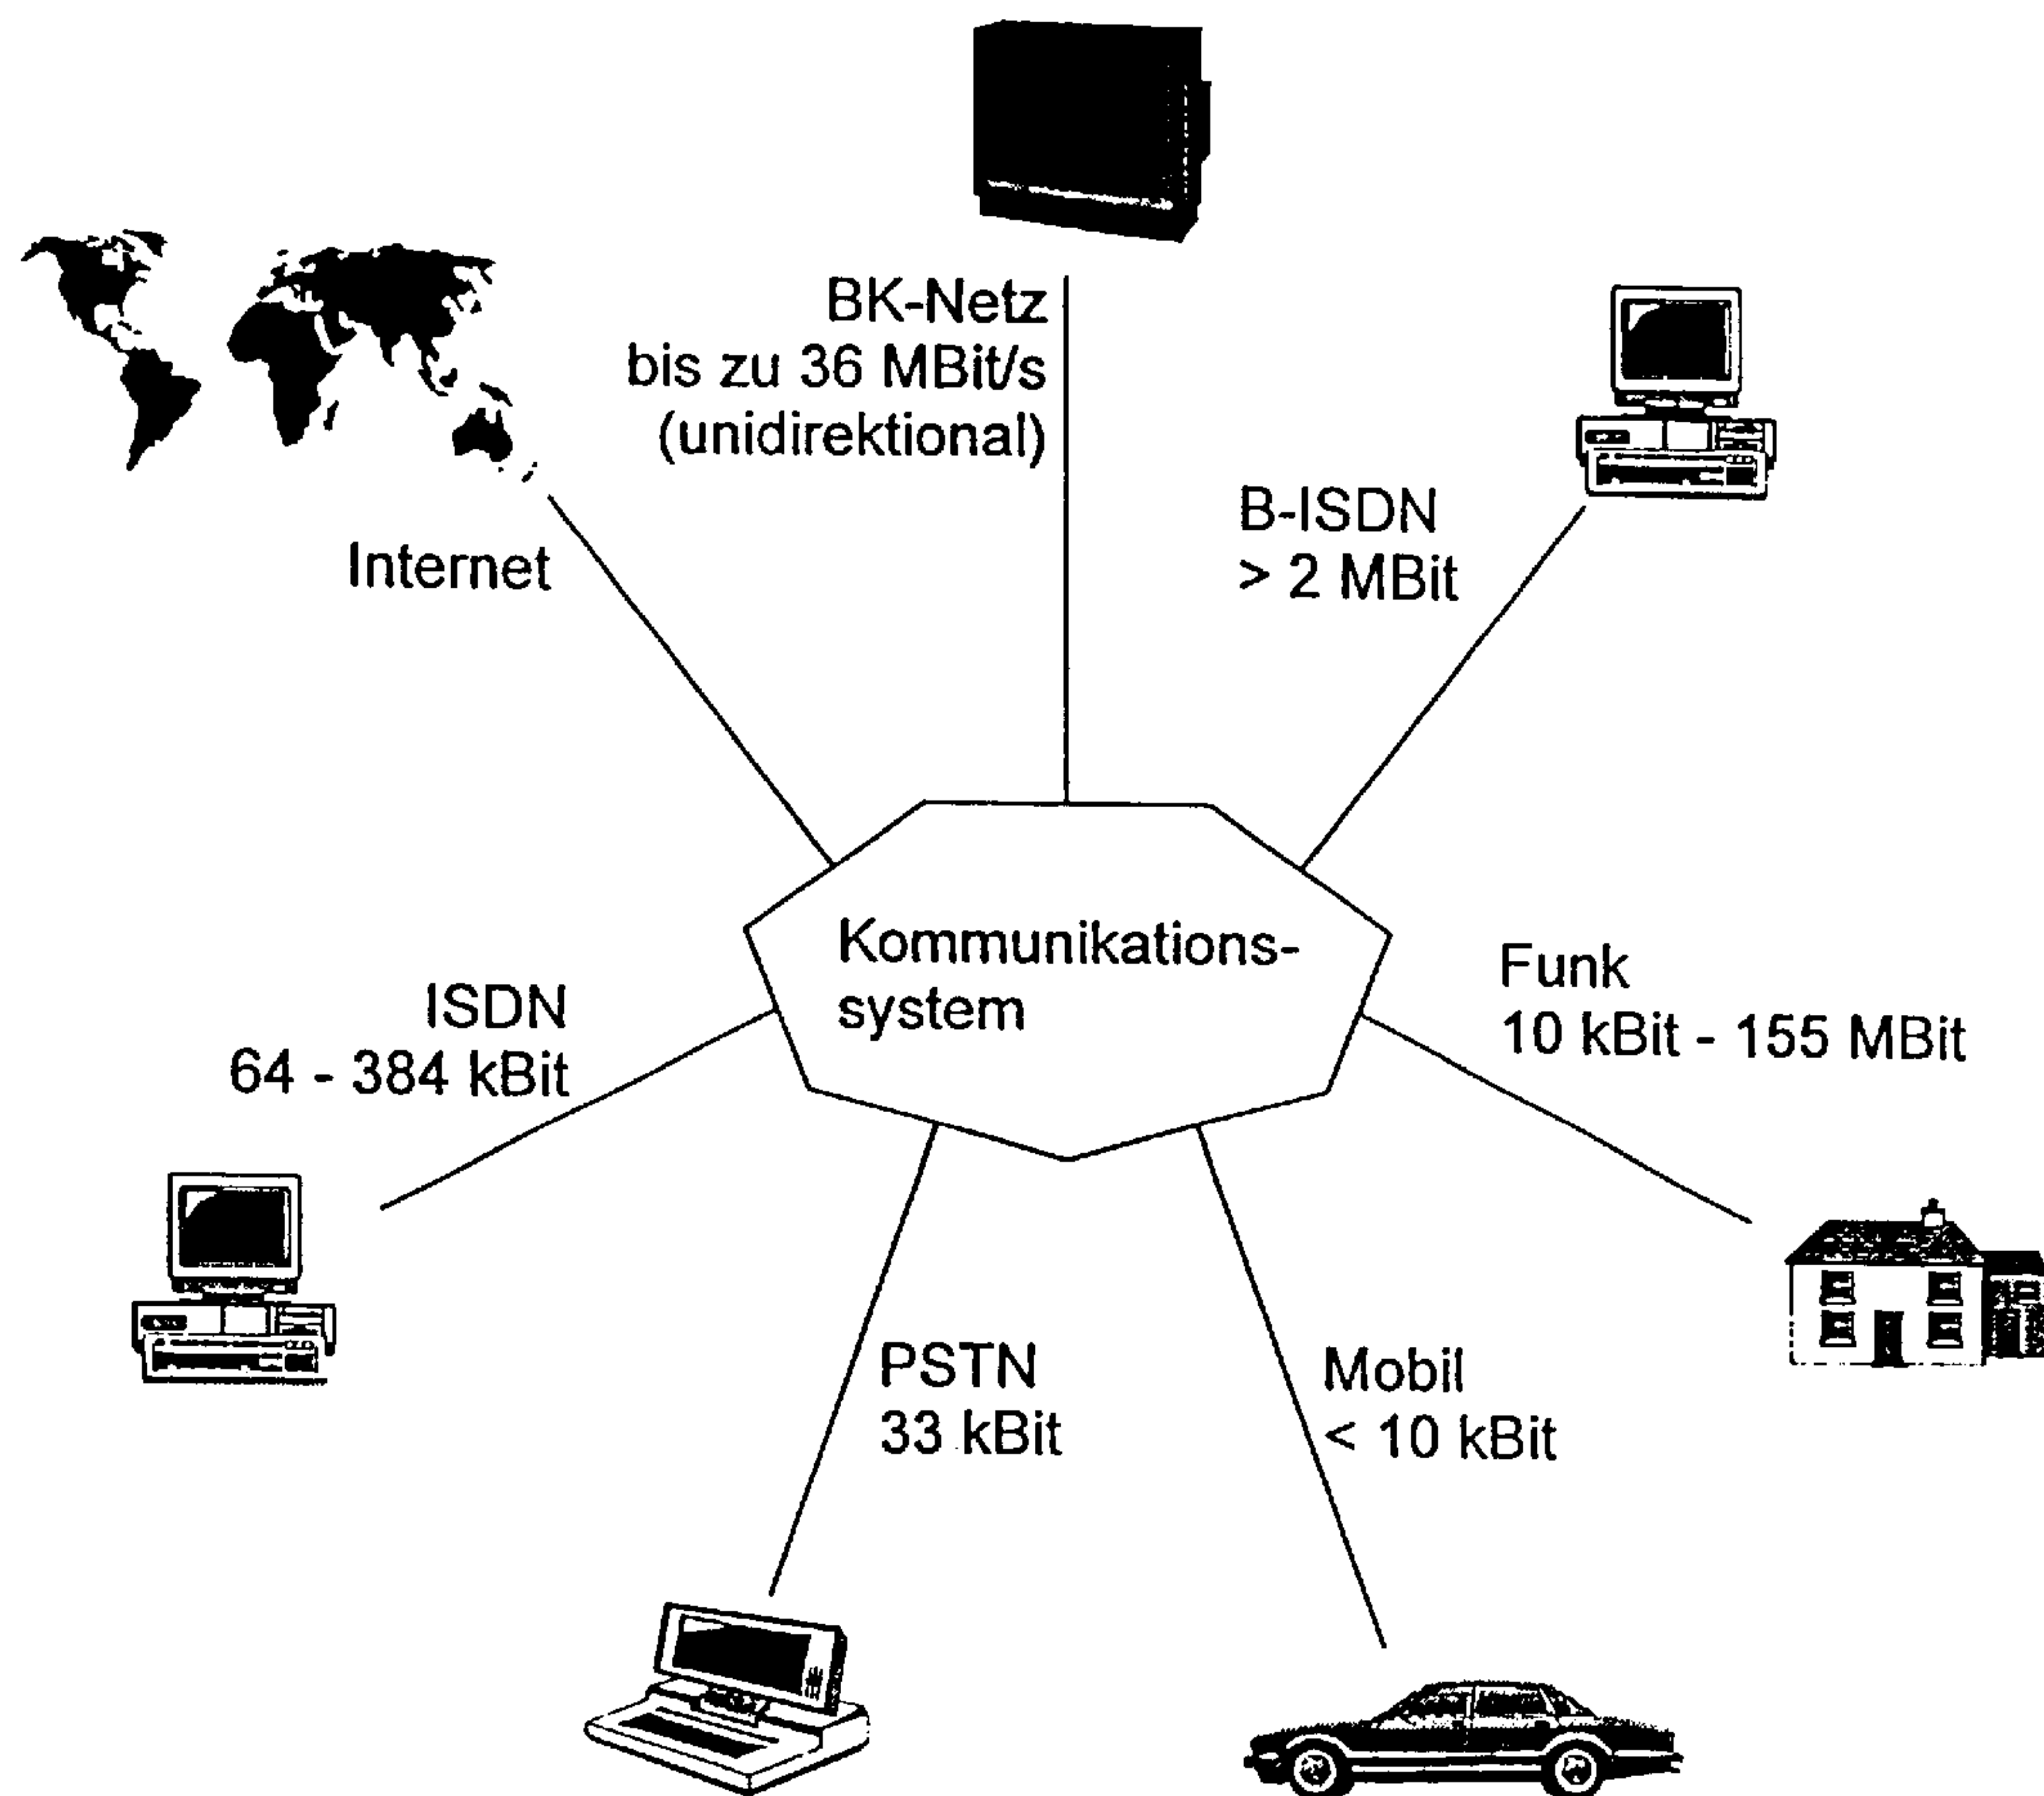 BK-Netz
bis zu 36 MBit/s
(unidirektional)
B-ISDN
> 2 MBit
Internet
Kommunikations-
system
Funk
10 kBit - 155 MBit
ISDN
64 - 384 kBit
PSTN
33 kBit
Mobil
< 10 kBit